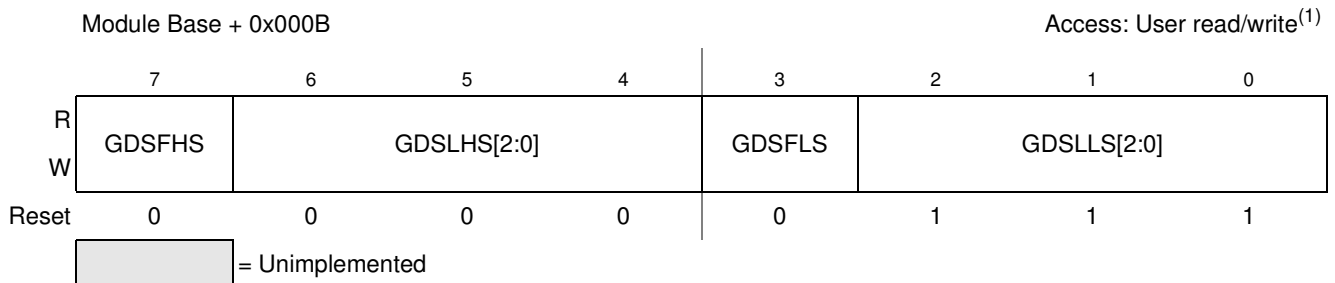 Module Base + 0x000B Access: User read/write(1)
7 6 5 4 3 2 1 0
R
W
GDSFHS GDSLHS[2:0] GDSFLS GDSLLS[2:0]
Reset 0 0 0 0 0 1 1 1
= Unimplemented